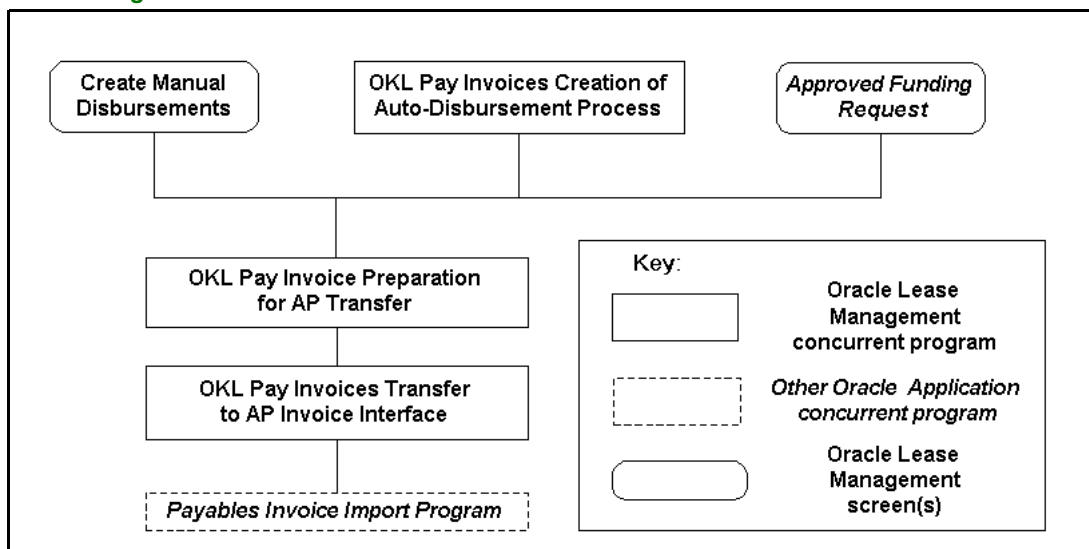 Create Manual
Disbursements
OKL Pay Invoices Creation of
Auto-Disbursement Process
Approved Funding
Request
OKL Pay Invoice Preparation
for AP Transfer
OKL Pay Invoices Transfer
to AP Invoice Interface
Payables Invoice Import Program
Key:
Oracle Lease
Management
concurrent program
Other Oracle Application
concurrent program
Oracle Lease
Management
screen(s)